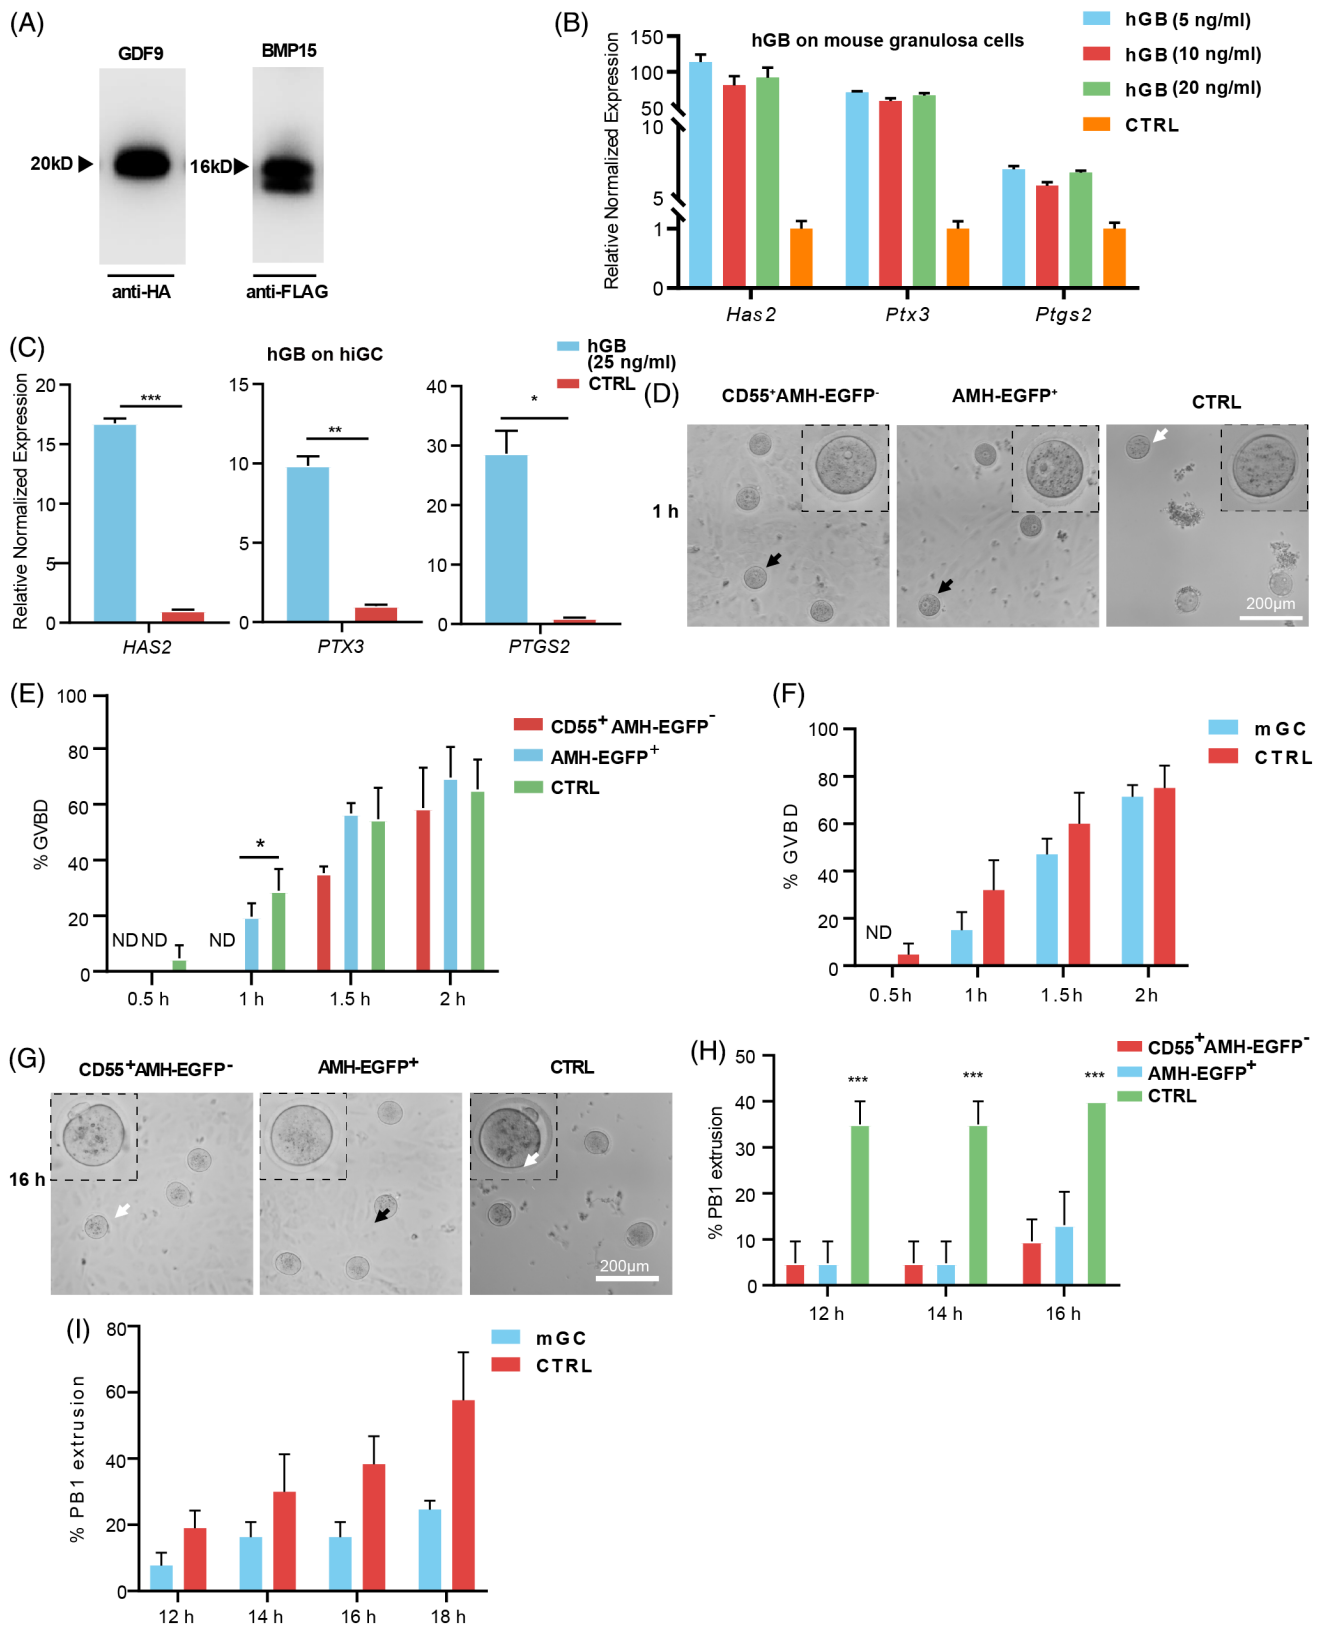 (A)
GDF9
BMP15
20kD
16kD
anti-HA
anti-FLAG
(B)
hGB on mouse granulosa cells
hGB (5 ng/ml)
hGB (10 ng/ml)
hGB (20 ng/ml)
CTRL
Relative Normalized Expression
150
100
50
10
5
1
0
Has2
Ptx3
Ptgs2
(C)
hGB on hiGC
hGB
(25 ng/ml)
CTRL
Relative Normalized Expression
20
15
10
5
0
***
HAS2
15
10
5
0
**
PTX3
40
30
20
10
0
*
PTGS2
(D)
CD55+AMH-EGFP-
AMH-EGFP+
CTRL
1 h
200μm
(E)
% GVBD
100
80
60
40
20
0
ND ND
ND
*
0.5 h
1 h
1.5 h
2 h
CD55+ AMH-EGFP-
AMH-EGFP+
CTRL
(F)
% GVBD
100
80
60
40
20
0
ND
0.5h
1h
1.5h
2h
mGC
CTRL
(G)
CD55+AMH-EGFP-
AMH-EGFP+
CTRL
16 h
200μm
(H)
% PB1 extrusion
50
40
30
20
10
0
***
***
***
12 h
14 h
16 h
CD55+AMH-EGFP-
AMH-EGFP+
CTRL
(I)
% PB1 extrusion
80
60
40
20
0
12 h
14 h
16 h
18 h
mGC
CTRL